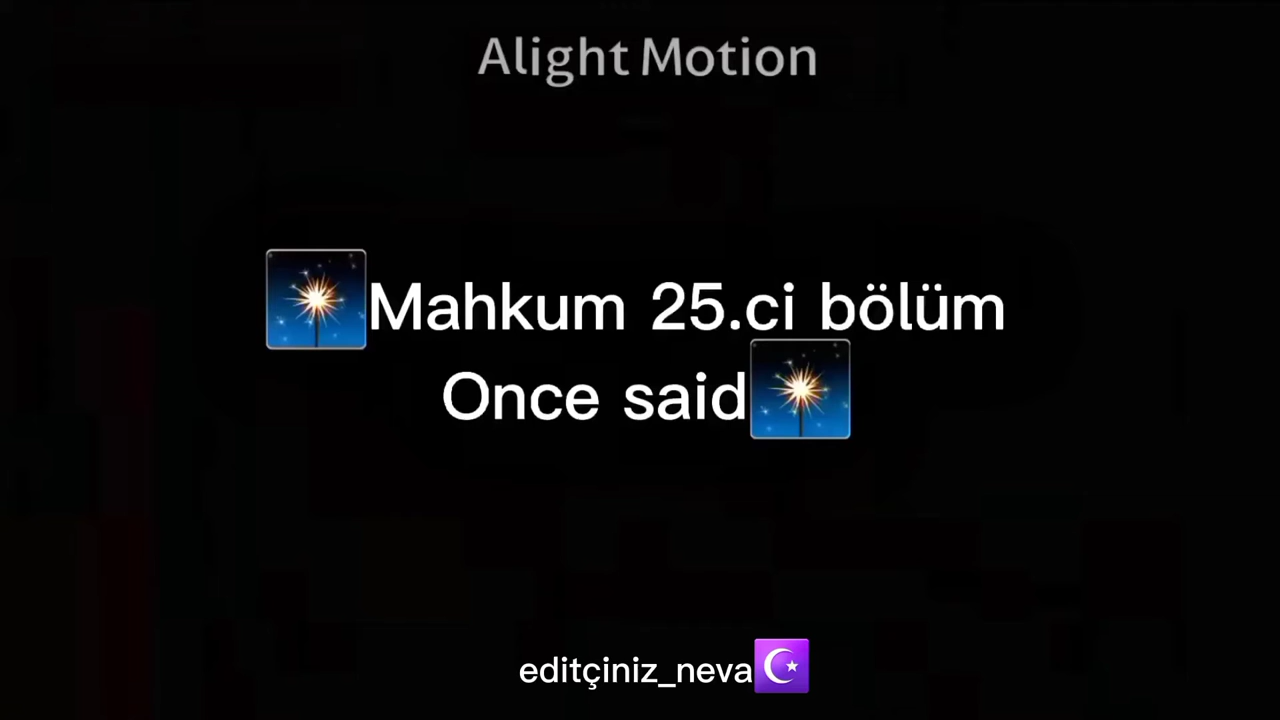 Alight Motion
🎇Mahkum 25.ci bölüm
Once said🎇
editçiniz_neva☪️